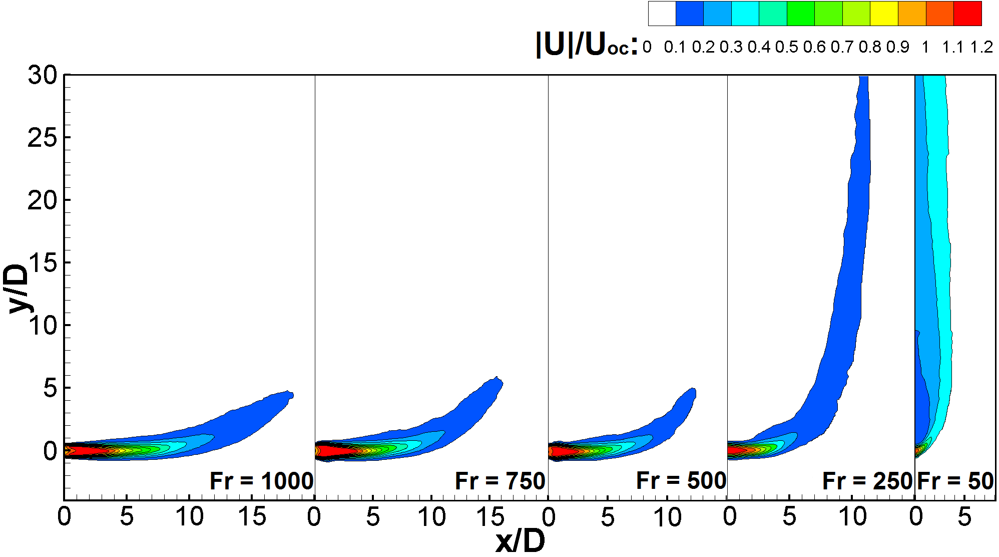 |U|/Uoc:
0 0.1 0.2 0.3 0.4 0.5 0.6 0.7 0.8 0.9 1 1.1 1.2
30
25
20
15
10
5
0
y/D
Fr = 1000 Fr = 750 Fr = 500 Fr = 250 Fr = 50
0 5 10 15 0 5 10 15 0 5 10 0 5 10 0 5
x/D